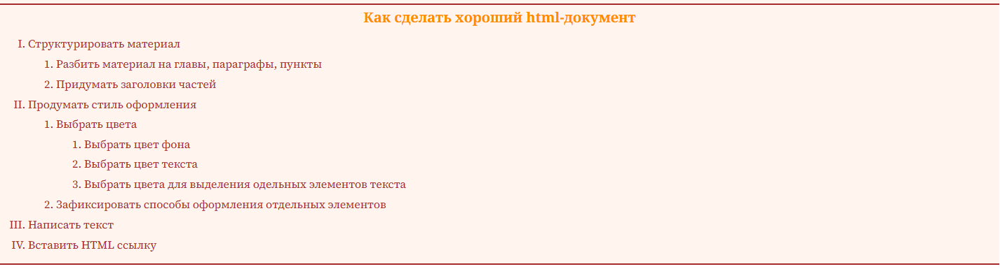 Как сделать хороший html-документ
I. Структурировать материал
1. Разбить материал на главы, параграфы, пункты
2. Придумать заголовки частей
II. Продумать стиль оформления
1. Выбрать цвета
1. Выбрать цвет фона
2. Выбрать цвет текста
3. Выбрать цвета для выделения одельных элементов текста
2. Зафиксировать способы оформления отдельных элементов
III. Написать текст
IV. Вставить HTML ссылку